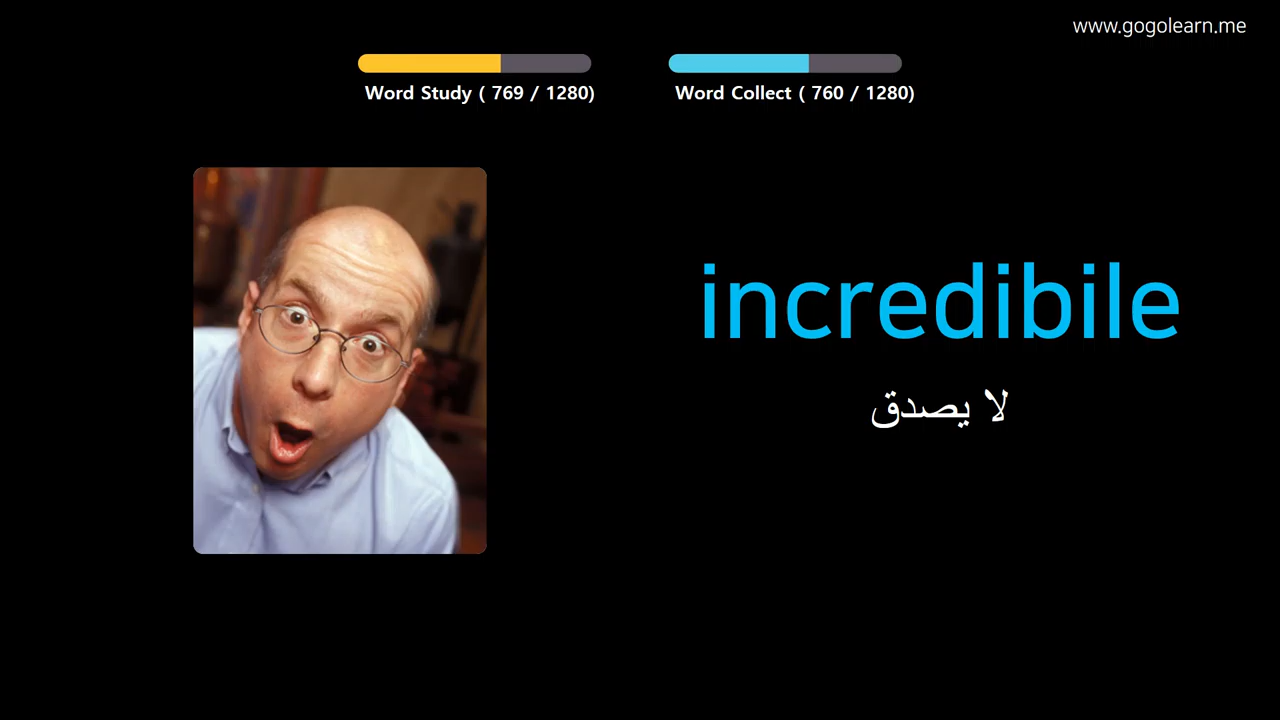 www.gogolearn.me
Word Study ( 769 / 1280)
Word Collect ( 760 / 1280)
incredibile
لا يصدق